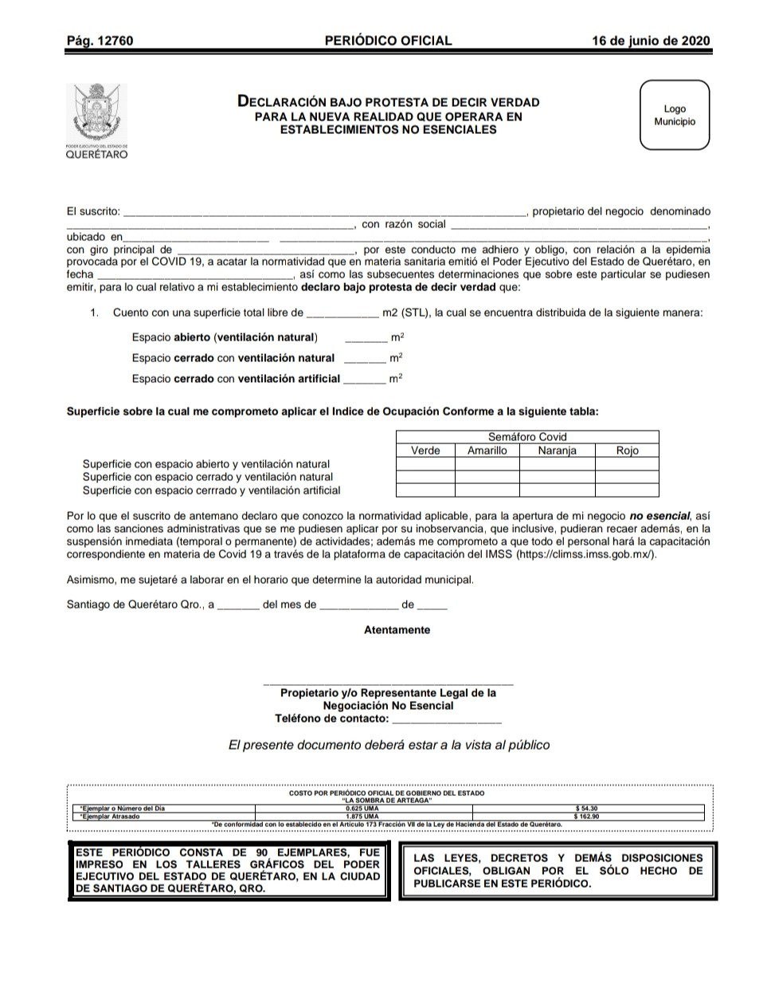 Pág. 12760 PERIÓDICO OFICIAL 16 de junio de 2020
PODER EJECUTIVO DEL ESTADO DE
QUERÉTARO
DECLARACIÓN BAJO PROTESTA DE DECIR VERDAD
PARA LA NUEVA REALIDAD QUE OPERARA EN
ESTABLECIMIENTOS NO ESENCIALES
Logo
Municipio
El suscrito: ____________________, propietario del negocio denominado
____________________, con razón social ____________________,
ubicado en____________________ ____________________,
con giro principal de ____________________, por este conducto me adhiero y obligo, con relación a la epidemia
provocada por el COVID 19, a acatar la normatividad que en materia sanitaria emitió el Poder Ejecutivo del Estado de Querétaro, en
fecha ____________________, así como las subsecuentes determinaciones que sobre este particular se pudiesen
emitir, para lo cual relativo a mi establecimiento declaro bajo protesta de decir verdad que:
1. Cuento con una superficie total libre de ____________ m2 (STL), la cual se encuentra distribuida de la siguiente manera:
Espacio abierto (ventilación natural) _______ m²
Espacio cerrado con ventilación natural _______ m²
Espacio cerrado con ventilación artificial _______ m²
Superficie sobre la cual me comprometo aplicar el Indice de Ocupación Conforme a la siguiente tabla:
Semáforo Covid
Verde Amarillo Naranja Rojo
Superficie con espacio abierto y ventilación natural
Superficie con espacio cerrado y ventilación natural
Superficie con espacio cerrrado y ventilación artificial
Por lo que el suscrito de antemano declaro que conozco la normatividad aplicable, para la apertura de mi negocio no esencial, así
como las sanciones administrativas que se me pudiesen aplicar por su inobservancia, que inclusive, pudieran recaer además, en la
suspensión inmediata (temporal o permanente) de actividades; además me comprometo a que todo el personal hará la capacitación
correspondiente en materia de Covid 19 a través de la plataforma de capacitación del IMSS (https://climss.imss.gob.mx/).
Asimismo, me sujetaré a laborar en el horario que determine la autoridad municipal.
Santiago de Querétaro Qro., a _______ del mes de _____________ de _____
Atentamente
Propietario y/o Representante Legal de la
Negociación No Esencial
Teléfono de contacto: __________________
El presente documento deberá estar a la vista al público
COSTO POR PERIÓDICO OFICIAL DE GOBIERNO DEL ESTADO
"LA SOMBRA DE ARTEAGA"
*Ejemplar o Número del Día 0.625 UMA $ 54.30
*Ejemplar Atrasado 1.875 UMA $ 162.90
*De conformidad con lo establecido en el Artículo 173 Fracción VII de la Ley de Hacienda del Estado de Querétaro.
ESTE PERIÓDICO CONSTA DE 90 EJEMPLARES, FUE
IMPRESO EN LOS TALLERES GRÁFICOS DEL PODER
EJECUTIVO DEL ESTADO DE QUERÉTARO, EN LA CIUDAD
DE SANTIAGO DE QUERÉTARO, QRO.
LAS LEYES, DECRETOS Y DEMÁS DISPOSICIONES
OFICIALES, OBLIGAN POR EL SÓLO HECHO DE
PUBLICARSE EN ESTE PERIÓDICO.